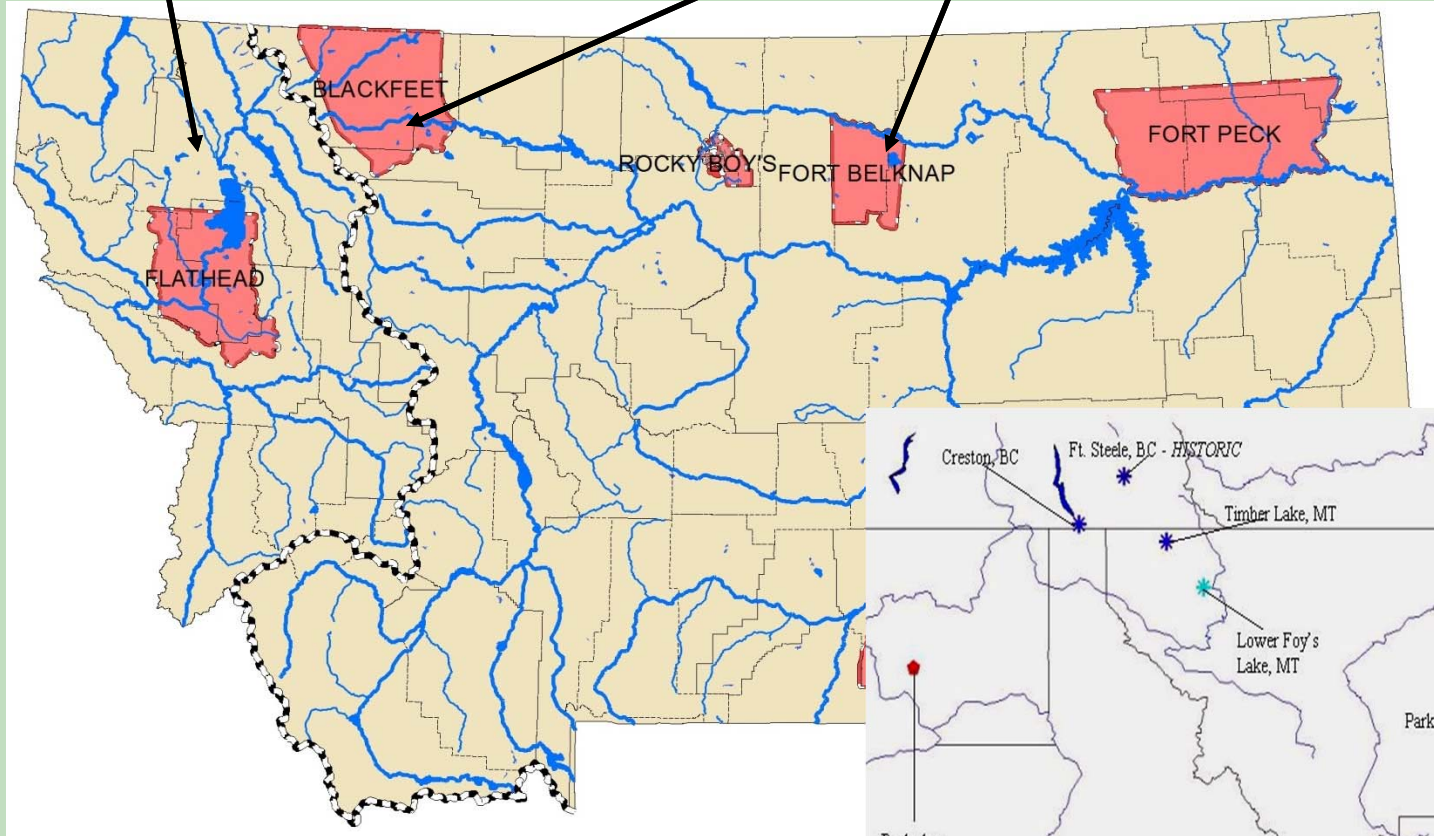 BLACKFEET
FORT PECK
ROCKY BOY'S
FORT BELKNAP
FLATHEAD
Creston, BC
Ft. Steele, BC - HISTORIC
Timber Lake, MT
Lower Foy's
Lake, MT
Park